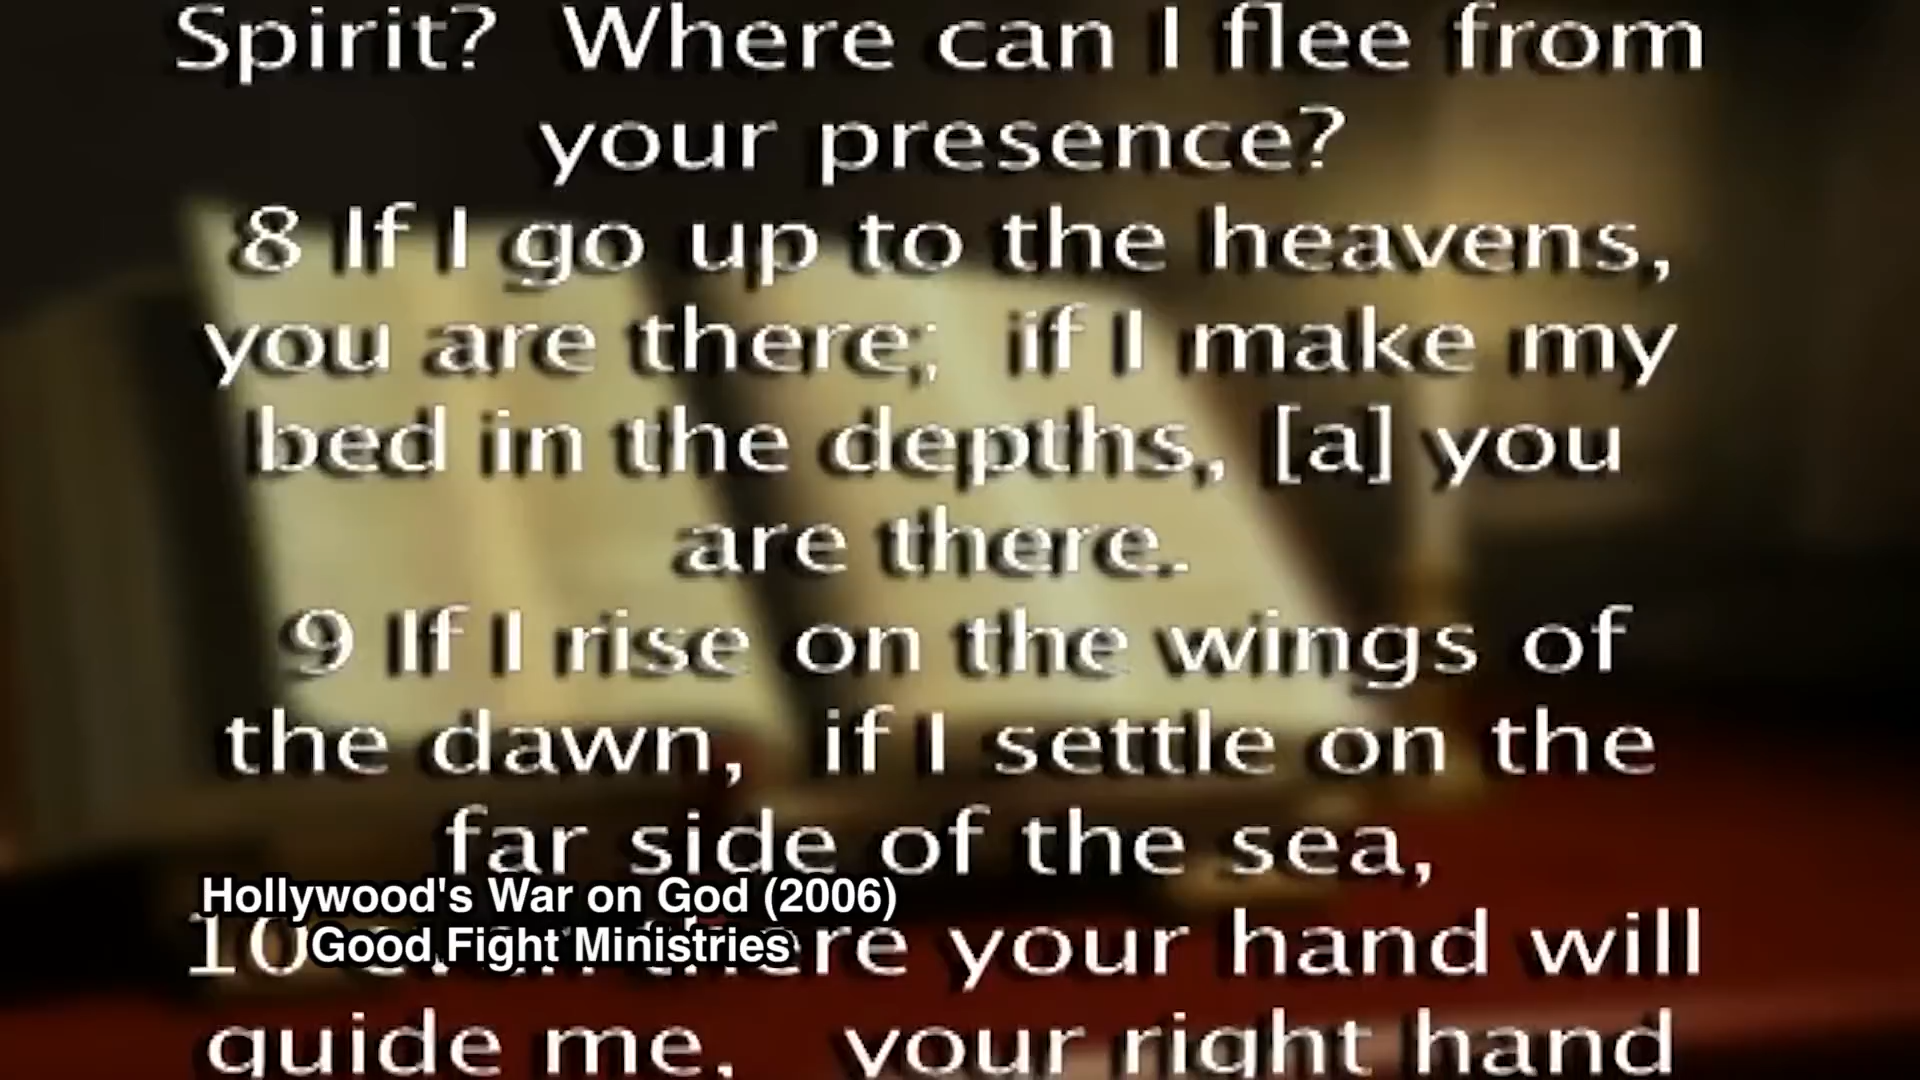 Spirit? Where can I flee from
your presence?
8 If I go up to the heavens,
you are there; if I make my
bed in the depths, [a] you
are there.
9 If I rise on the wings of
the dawn, if I settle on the
far side of the sea,
Hollywood's War on God (2006)
10 there your hand will
Good Fight Ministries
guide me, your right hand